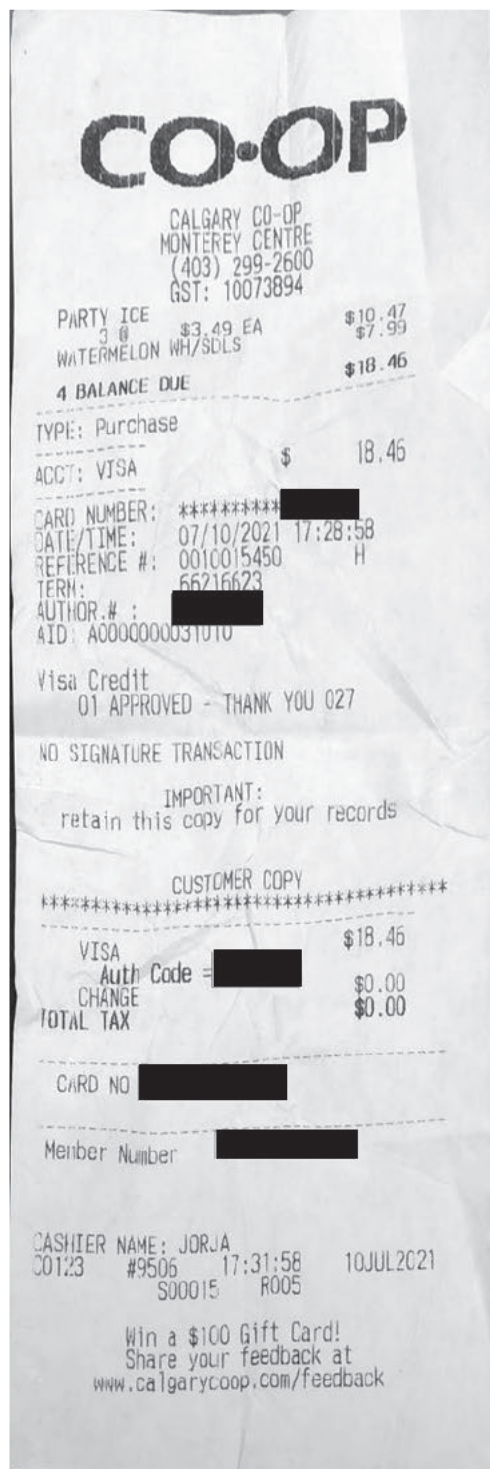 CO-OP
CALGARY CO-OP
MONTEREY CENTRE
(403) 299-2600
GST: 10073894
PARTY ICE $10.47
3 @ $3.49 EA
WATERMELON WH/SDLS $7.99
4 BALANCE DUE $18.46
TYPE: Purchase
ACCT: VISA $ 18.46
CARD NUMBER: **********
DATE/TIME: 07/10/2021 17:28:58
REFERENCE #: 0010015450 H
TERM: 66216623
AUTHOR.# :
AID: A0000000031010
Visa Credit
01 APPROVED - THANK YOU 027
NO SIGNATURE TRANSACTION
IMPORTANT:
retain this copy for your records
CUSTOMER COPY
******************************************
VISA $18.46
Auth Code =
CHANGE $0.00
TOTAL TAX $0.00
CARD NO
Member Number
CASHIER NAME: JORJA
C0123 #9506 17:31:58 10JUL2021
S00015 R005
Win a $100 Gift Card!
Share your feedback at
www.calgarycoop.com/feedback